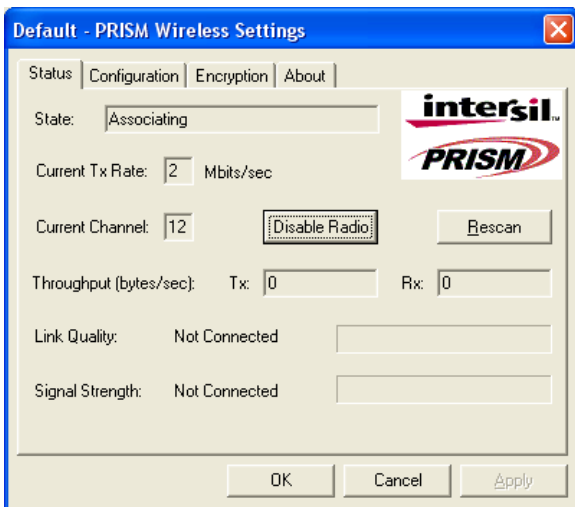 Default - PRISM Wireless Settings
Status Configuration Encryption About
intersil™
PRISM
State: Associating
Current Tx Rate: 2 Mbits/sec
Current Channel: 12 Disable Radio Rescan
Throughput (bytes/sec): Tx: 0 Rx: 0
Link Quality: Not Connected
Signal Strength: Not Connected
OK Cancel Apply